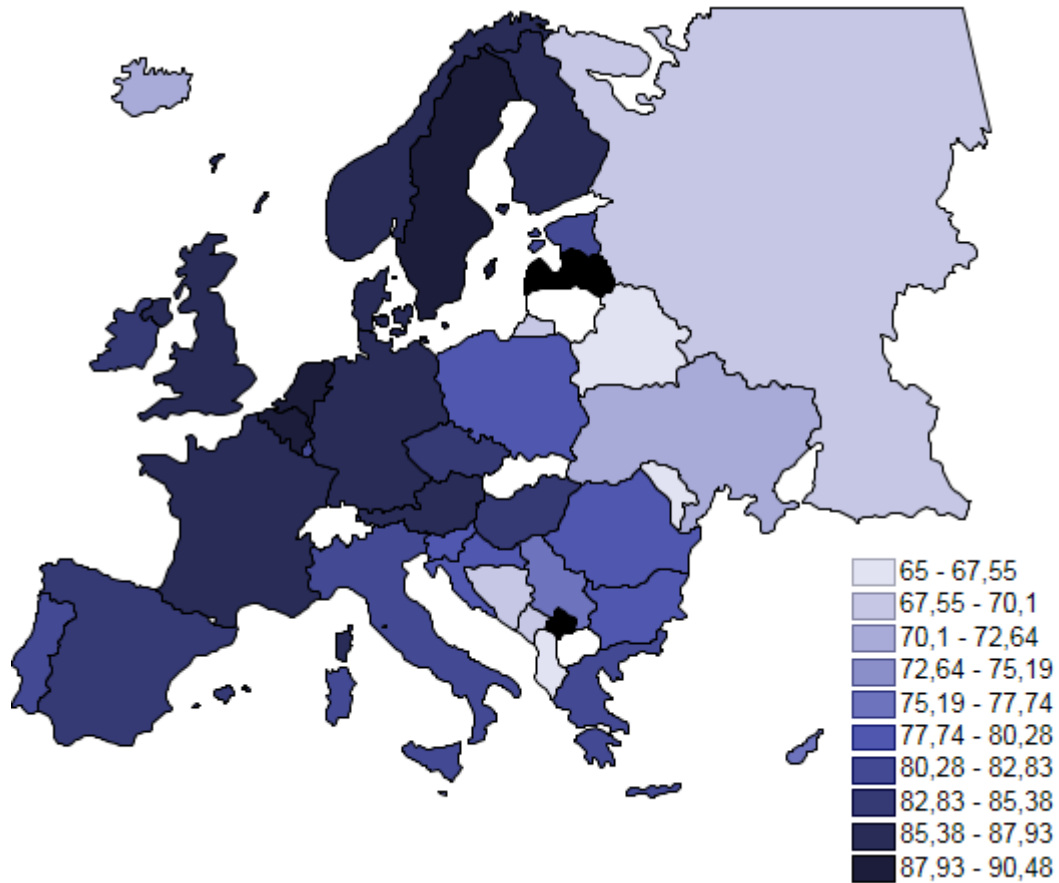 65 - 67,55
67,55 - 70,1
70,1 - 72,64
72,64 - 75,19
75,19 - 77,74
77,74 - 80,28
80,28 - 82,83
82,83 - 85,38
85,38 - 87,93
87,93 - 90,48